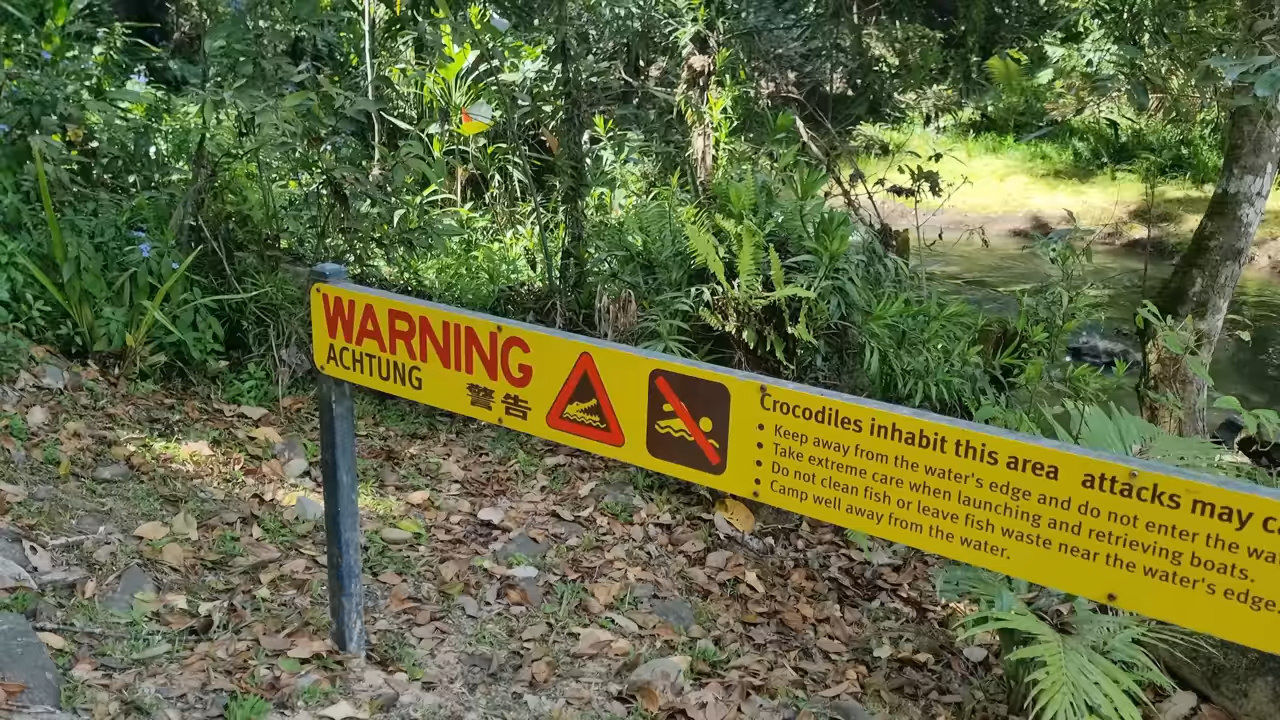 WARNING
ACHTUNG
警告
Crocodiles inhabit this area attacks may
• Keep away from the water's edge and do not enter the
• Take extreme care when launching and retrieving boats.
• Do not clean fish or leave fish waste near the water's edge
• Camp well away from the water.